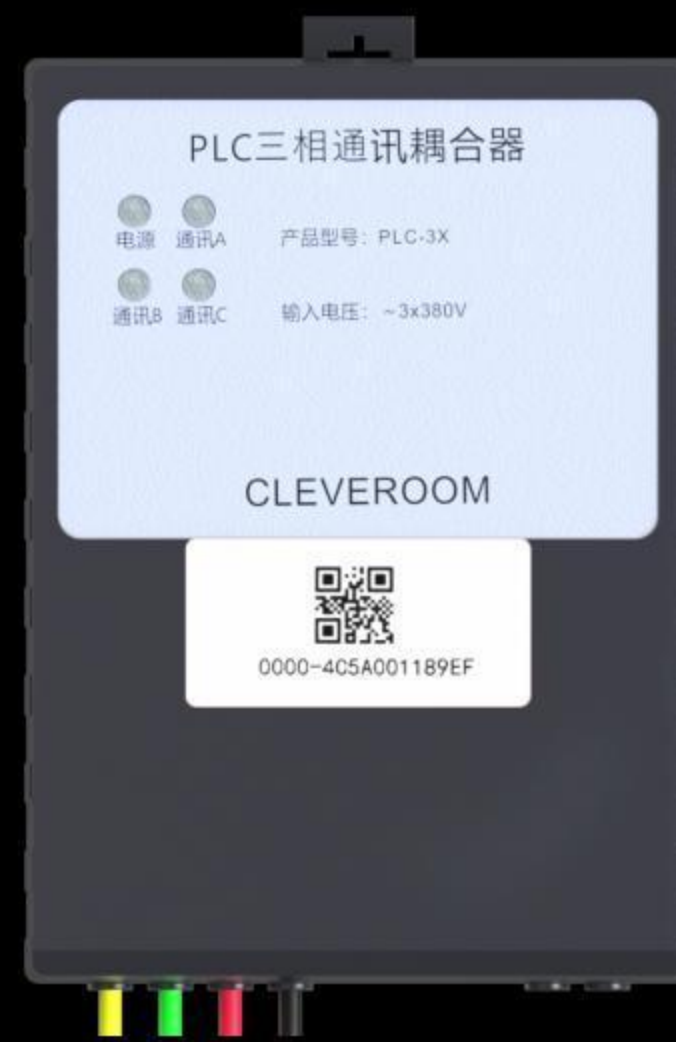 PLC三相通讯耦合器
电源 通讯A 产品型号: PLC-3X
通讯B 通讯C 输入电压: ~3x380V
CLEVEROOM
0000-4C5A001189EF